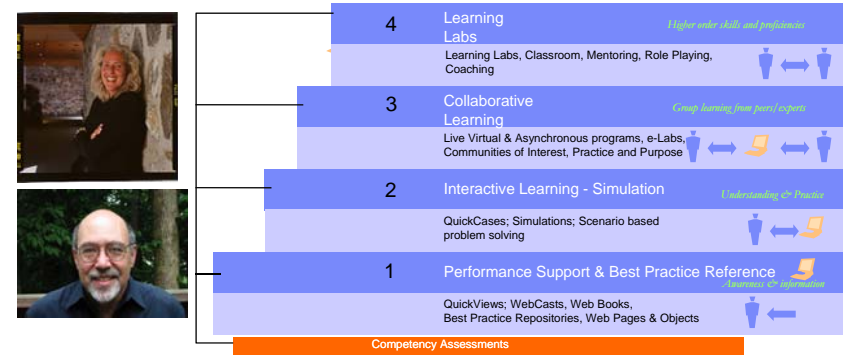 4 Learning
Labs
Higher order skills and proficiencies
Learning Labs, Classroom, Mentoring, Role Playing,
Coaching
3 Collaborative
Learning
Group learning from peers/experts
Live Virtual & Asynchronous programs, e-Labs,
Communities of Interest, Practice and Purpose
2 Interactive Learning - Simulation
Understanding & Practice
QuickCases; Simulations; Scenario based
problem solving
1 Performance Support & Best Practice Reference
Awareness & information
QuickViews; WebCasts, Web Books,
Best Practice Repositories, Web Pages & Objects
Competency Assessments